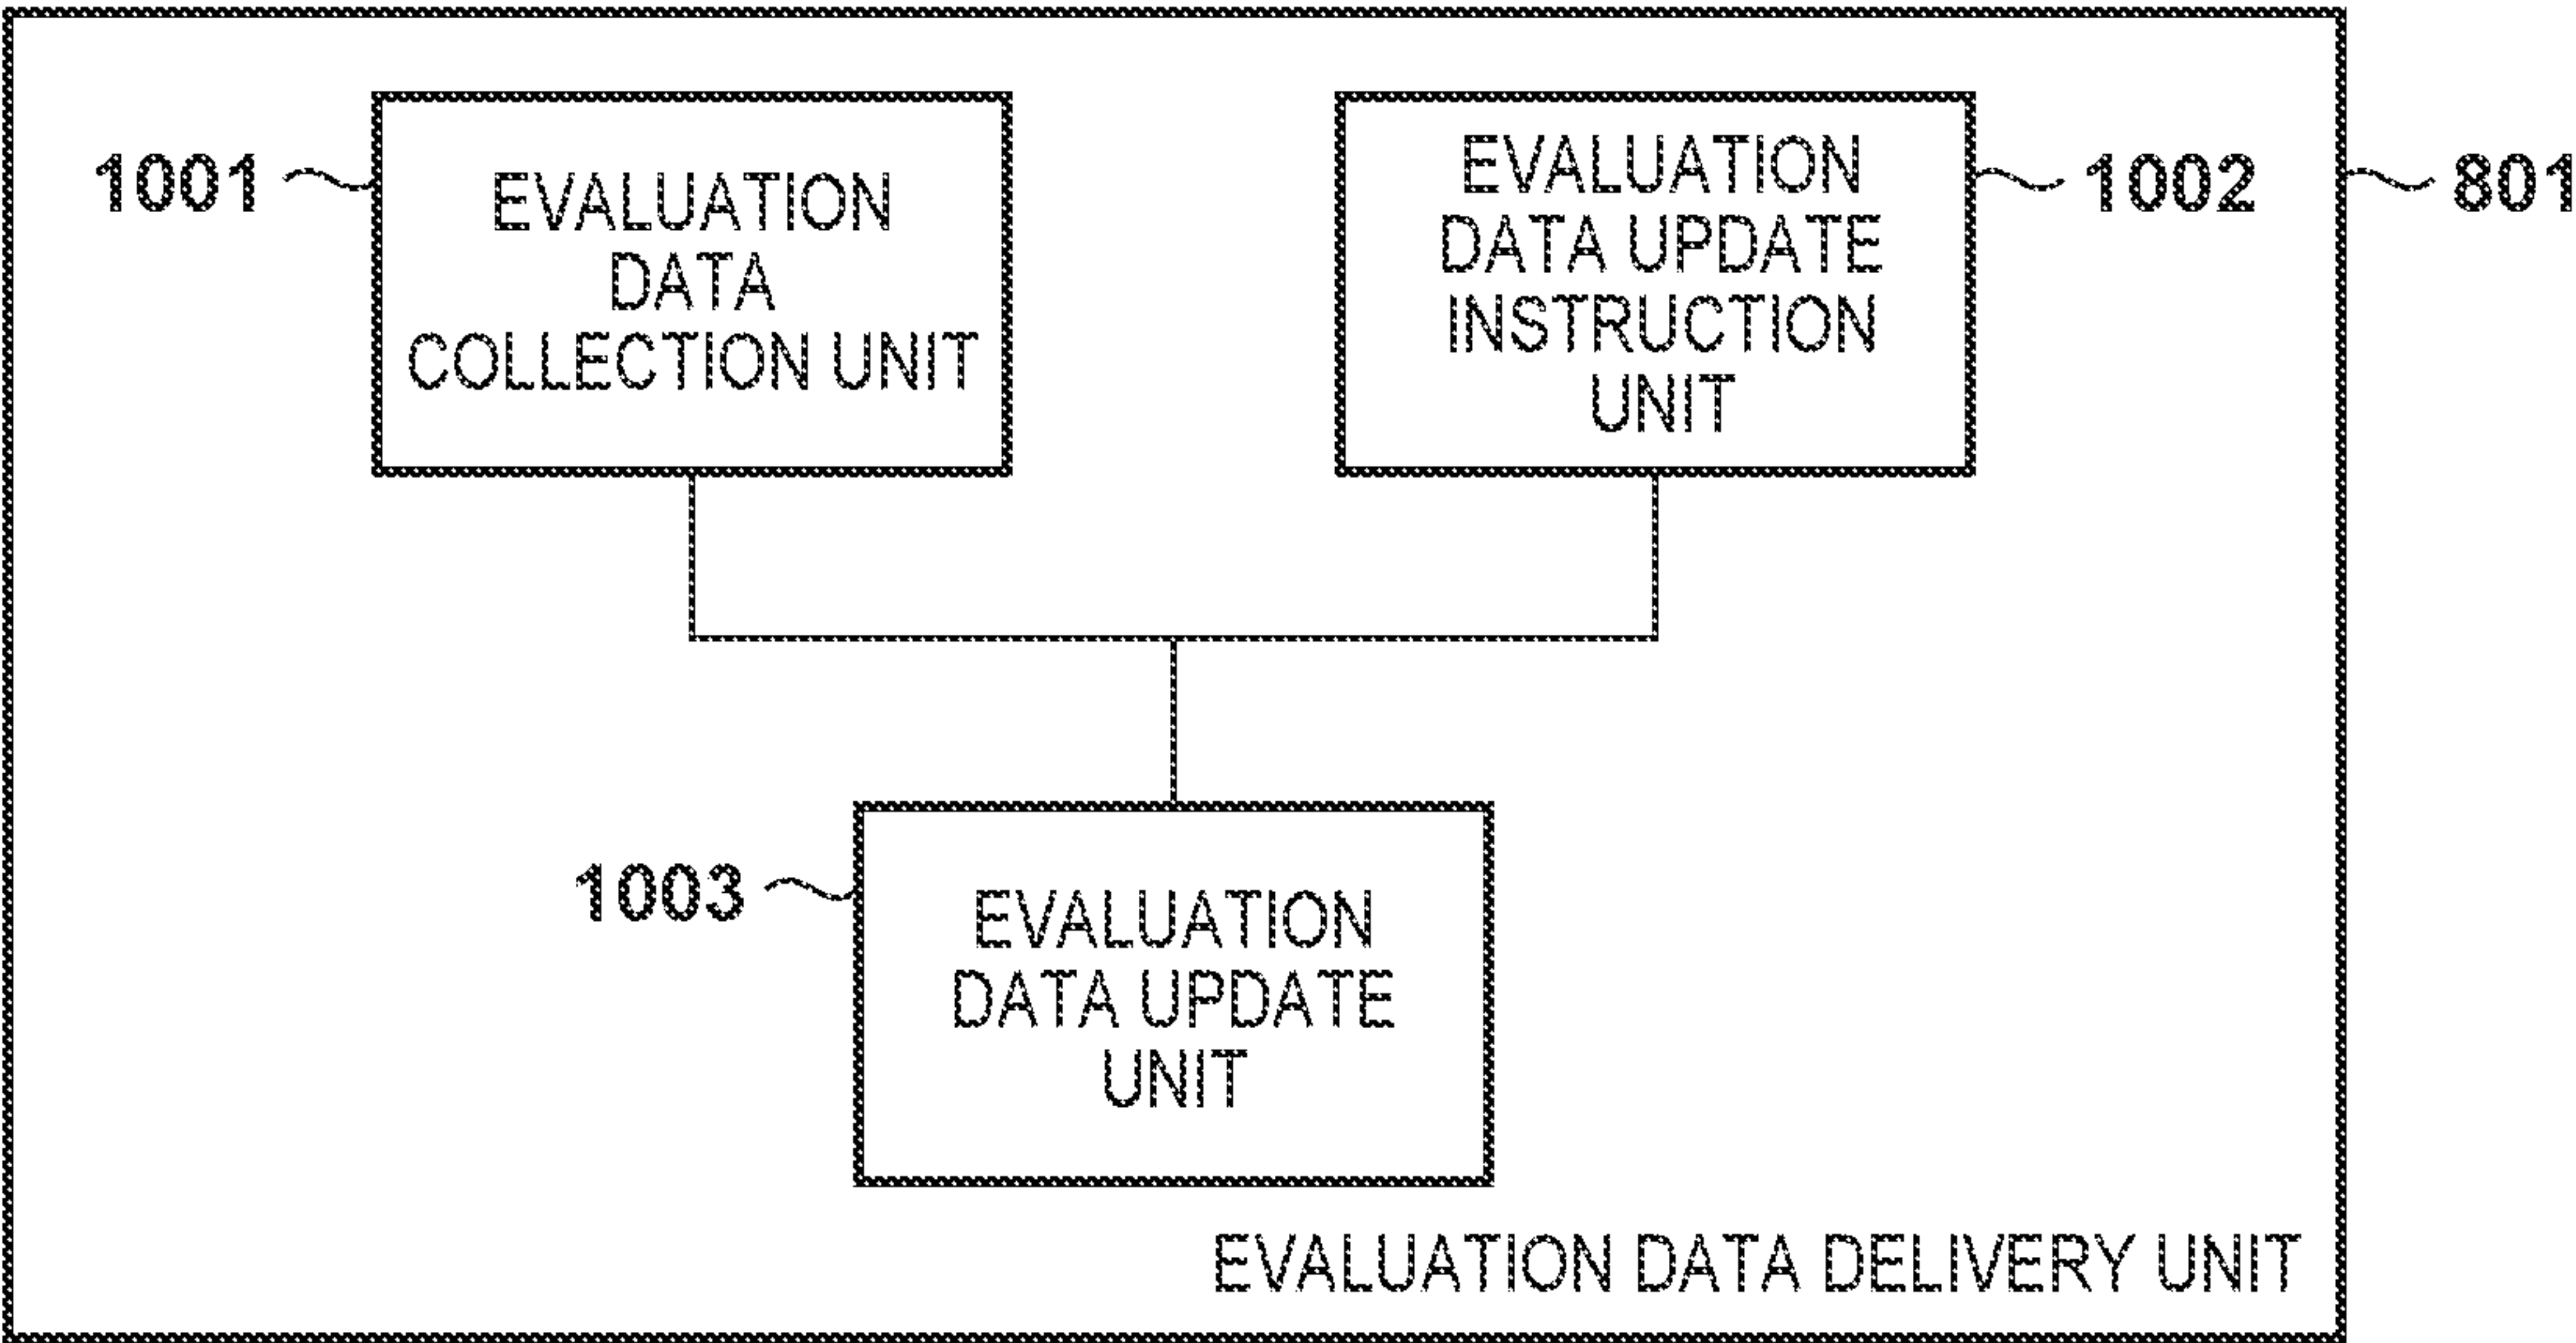 1001
EVALUATION
DATA
COLLECTION UNIT
EVALUATION
DATA UPDATE
INSTRUCTION
UNIT
1002
801
1003
EVALUATION
DATA UPDATE
UNIT
EVALUATION DATA DELIVERY UNIT